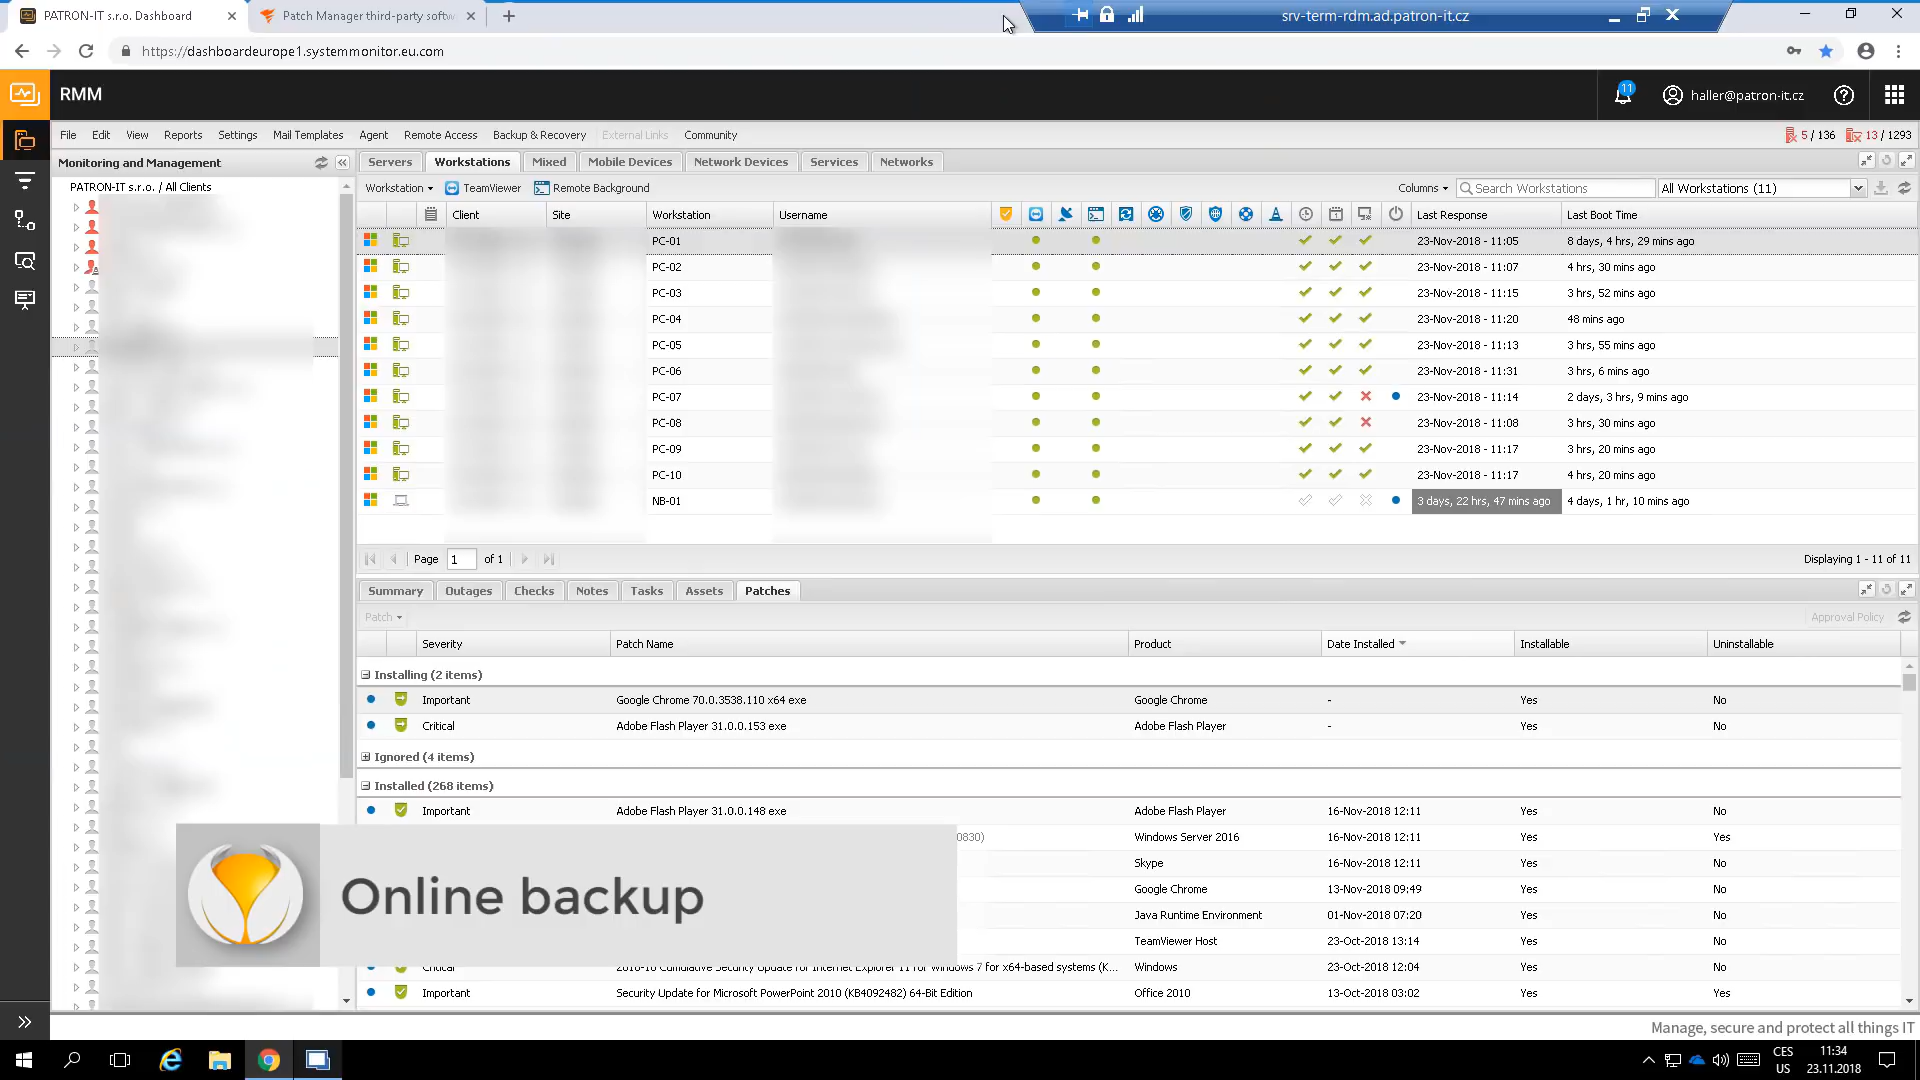 PATRON-IT s.r.o. Dashboard
Patch Manager third-party softw
srv-term-rdm.ad.patron-it.cz
https://dashboardeurope1.systemmonitor.eu.com
RMM
11
haller@patron-it.cz
File Edit View Reports Settings Mail Templates Agent Remote Access Backup & Recovery External Links Community
5 / 136 13 / 1293
Monitoring and Management
PATRON-IT s.r.o. / All Clients
Servers Workstations Mixed Mobile Devices Network Devices Services Networks
Workstation TeamViewer Remote Background Columns Search Workstations All Workstations (11)
Client Site Workstation Username Last Response Last Boot Time
PC-01 23-Nov-2018 - 11:05 8 days, 4 hrs, 29 mins ago
PC-02 23-Nov-2018 - 11:07 4 hrs, 30 mins ago
PC-03 23-Nov-2018 - 11:15 3 hrs, 52 mins ago
PC-04 23-Nov-2018 - 11:20 48 mins ago
PC-05 23-Nov-2018 - 11:13 3 hrs, 55 mins ago
PC-06 23-Nov-2018 - 11:31 3 hrs, 6 mins ago
PC-07 23-Nov-2018 - 11:14 2 days, 3 hrs, 9 mins ago
PC-08 23-Nov-2018 - 11:08 3 hrs, 30 mins ago
PC-09 23-Nov-2018 - 11:17 3 hrs, 20 mins ago
PC-10 23-Nov-2018 - 11:17 4 hrs, 20 mins ago
NB-01 3 days, 22 hrs, 47 mins ago 4 days, 1 hr, 10 mins ago
Page 1 of 1 Displaying 1 - 11 of 11
Summary Outages Checks Notes Tasks Assets Patches
Patch Approval Policy
Severity Patch Name Product Date Installed Installable Uninstallable
Installing (2 items)
Important Google Chrome 70.0.3538.110 x64 exe Google Chrome - Yes No
Critical Adobe Flash Player 31.0.0.153 exe Adobe Flash Player - Yes No
Ignored (4 items)
Installed (268 items)
Important Adobe Flash Player 31.0.0.148 exe Adobe Flash Player 16-Nov-2018 12:11 Yes No
0830) Windows Server 2016 16-Nov-2018 12:11 Yes Yes
Skype 16-Nov-2018 12:11 Yes No
Google Chrome 13-Nov-2018 09:49 Yes No
Java Runtime Environment 01-Nov-2018 07:20 Yes No
TeamViewer Host 23-Oct-2018 13:14 Yes No
Critical 2018-10 Cumulative Security Update for Internet Explorer 11 for Windows 7 for x64-based systems (K... Windows 23-Oct-2018 12:04 Yes No
Important Security Update for Microsoft PowerPoint 2010 (KB4092482) 64-Bit Edition Office 2010 13-Oct-2018 03:02 Yes Yes
Online backup
Manage, secure and protect all things IT
CES
US
11:34
23.11.2018